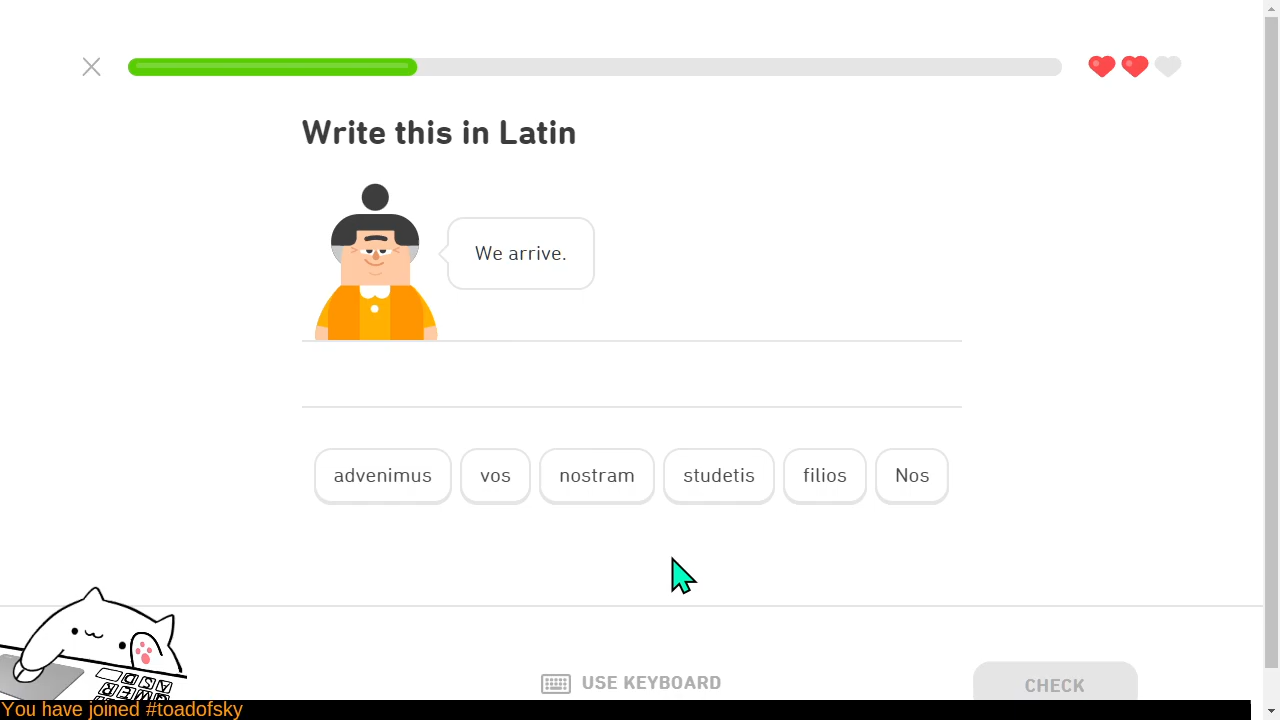 Write this in Latin
We arrive.
advenimus vos nostram studetis filios Nos
USE KEYBOARD
CHECK
You have joined #toadofsky